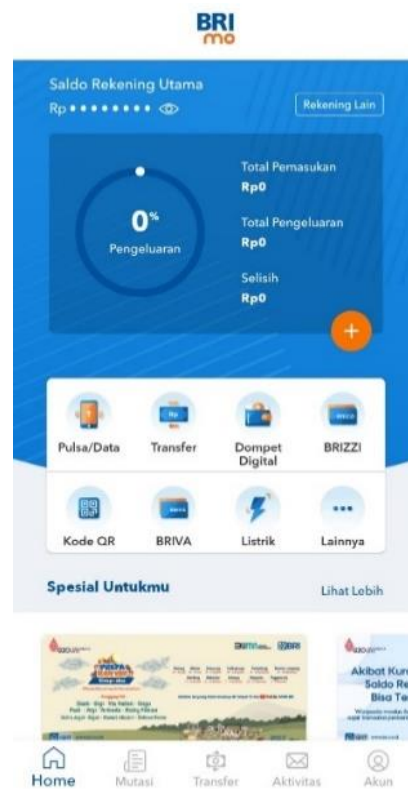 BRI
mo
Saldo Rekening Utama
Rp •••••••• 
Rekening Lain
Total Pemasukan
Rp0
0%
Pengeluaran
Total Pengeluaran
Rp0
Selisih
Rp0
+
Pulsa/Data
Transfer
Dompet
Digital
BRIZZI
Kode QR
BRIVA
Listrik
Lainnya
Spesial Untukmu
Lihat Lebih
BRI
Akibat Kur
Saldo Re
Bisa Te
Home
Mutasi
Transfer
Aktivitas
Akun